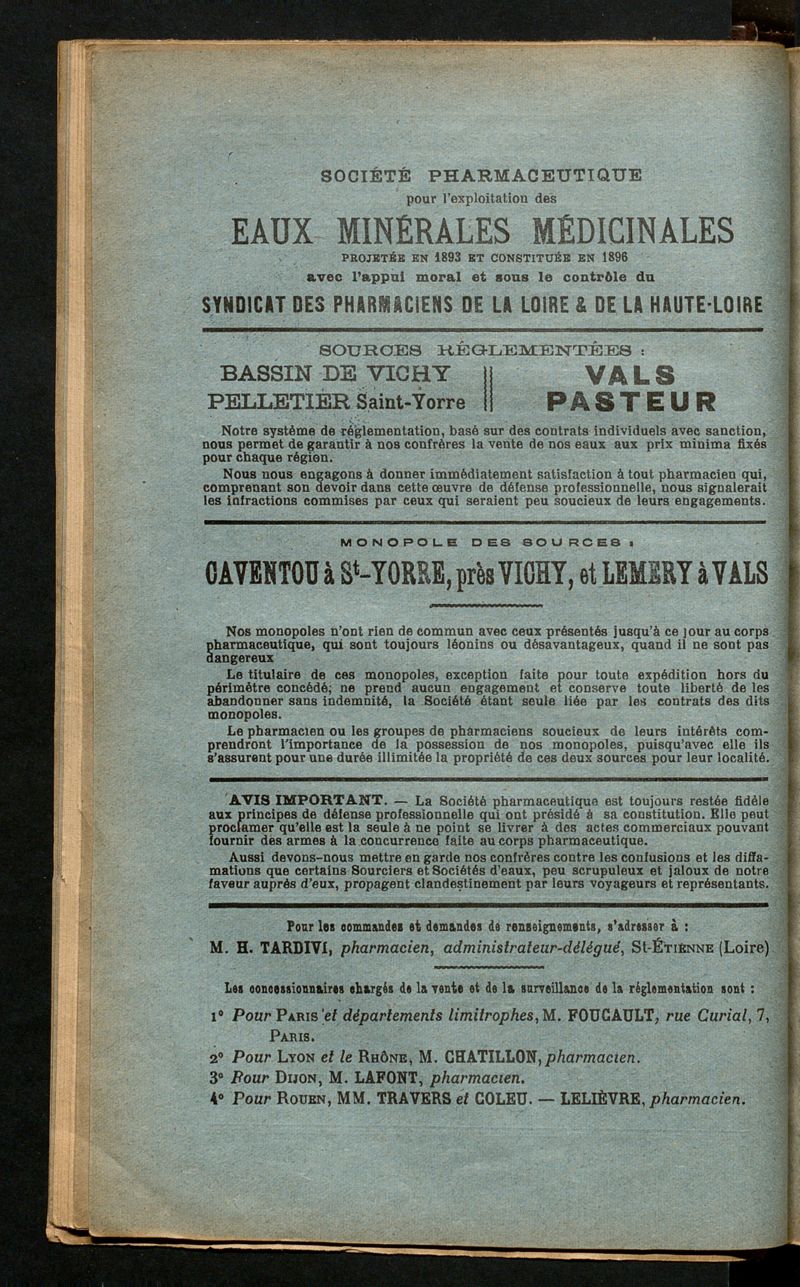 SOCIÉTÉ PHARMACEUTIQUE
pour l'exploitation des
EAUX MINÉRALES MÉDICINALES
PROJETÉE EN 1893 ET CONSTITUÉE EN 1896
avec l'appui moral et sous le contrôle du
SYNDICAT DES PHARMACIENS DE LA LOIRE & DE LA HAUTE-LOIRE
SOURCES RÉGLEMENTÉES :
BASSIN DE VICHY
PELLETIER Saint-Yorre
VALS
PASTEUR
Notre système de réglementation, basé sur des contrats individuels avec sanction,
nous permet de garantir à nos confrères la vente de nos eaux aux prix minima fixés
pour chaque région.
Nous nous engageons à donner immédiatement satisfaction à tout pharmacien qui,
comprenant son devoir dans cette œuvre de défense professionnelle, nous signalerait
les infractions commises par ceux qui seraient peu soucieux de leurs engagements.
MONOPOLE DES SOURCES :
CAVENTOU à St-YORRE, près VICHY, et LEMERY à VALS
Nos monopoles n'ont rien de commun avec ceux présentés jusqu'à ce jour au corps
pharmaceutique, qui sont toujours léonins ou désavantageux, quand il ne sont pas
dangereux
Le titulaire de ces monopoles, exception faite pour toute expédition hors du
périmètre concédé; ne prend aucun engagement et conserve toute liberté de les
abandonner sans indemnité, la Société étant seule liée par les contrats des dits
monopoles.
Le pharmacien ou les groupes de pharmaciens soucieux de leurs intérêts com-
prendront l'importance de la possession de nos monopoles, puisqu'avec elle ils
s'assurent pour une durée illimitée la propriété de ces deux sources pour leur localité.
AVIS IMPORTANT. — La Société pharmaceutique est toujours restée fidèle
aux principes de défense professionnelle qui ont présidé à sa constitution. Elle peut
proclamer qu'elle est la seule à ne point se livrer à des actes commerciaux pouvant
fournir des armes à la concurrence faite au corps pharmaceutique.
Aussi devons-nous mettre en garde nos confrères contre les confusions et les diffa-
mations que certains Sourciers et Sociétés d'eaux, peu scrupuleux et jaloux de notre
faveur auprès d'eux, propagent clandestinement par leurs voyageurs et représentants.
Pour les commandes et demandes de renseignements, s'adresser à :
M. H. TARDIVI, pharmacien, administrateur-délégué, St-ÉTIENNE (Loire)
Les concessionnaires chargés de la vente et de la surveillance de la réglementation sont :
1° Pour PARIS et départements limitrophes, M. FOUCAULT, rue Curial, 7,
PARIS.
2° Pour LYON et le RHÔNE, M. CHATILLON, pharmacien.
3° Pour DIJON, M. LAFONT, pharmacien.
4° Pour ROUEN, MM. TRAVERS et COLEU. — LELIÈVRE, pharmacien.